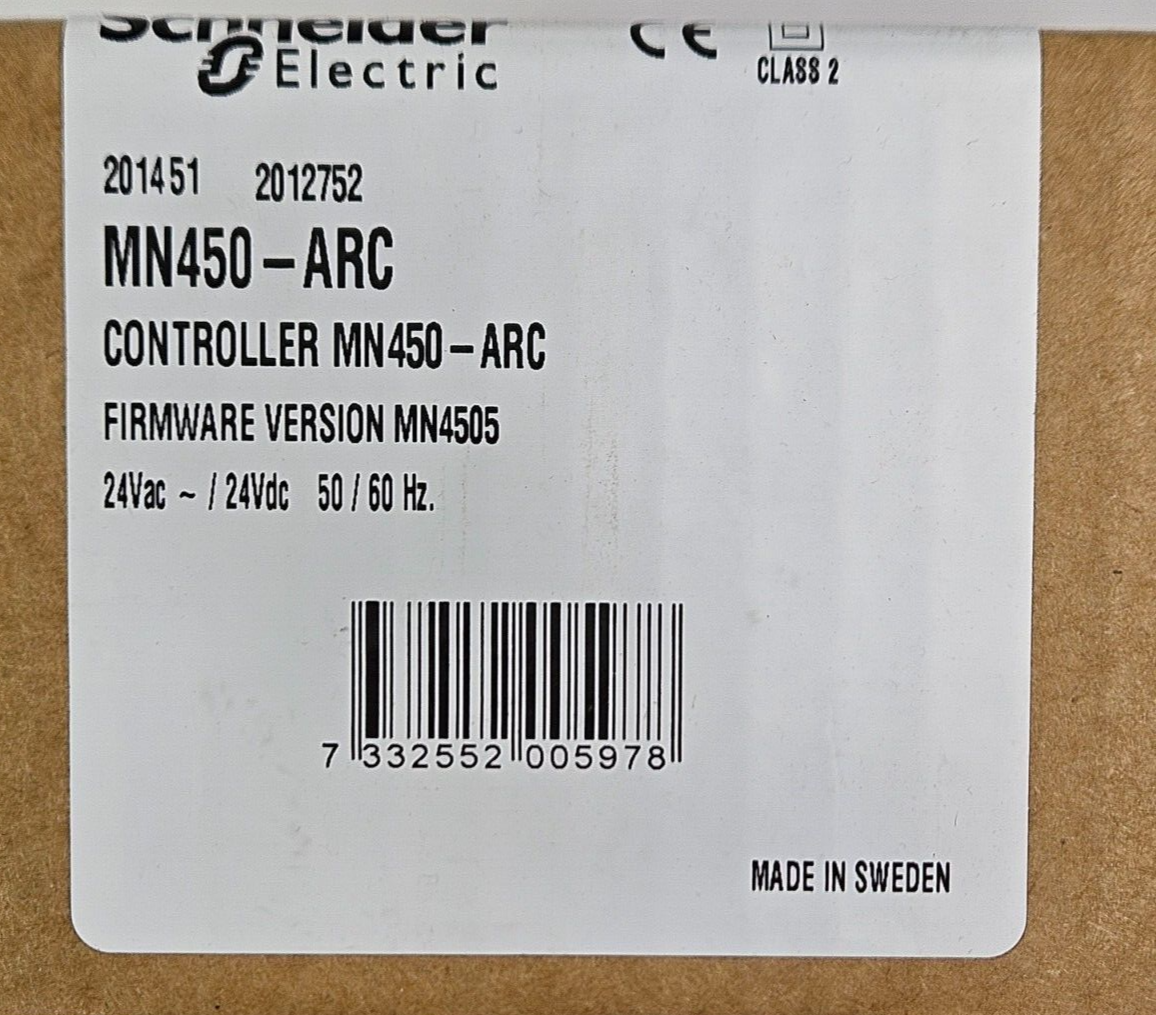 Schneider
Electric
CE
CLASS 2
201451 2012752
MN450-ARC
CONTROLLER MN450-ARC
FIRMWARE VERSION MN4505
24Vac ~ / 24Vdc 50 / 60 Hz.
7 332552 005978
MADE IN SWEDEN